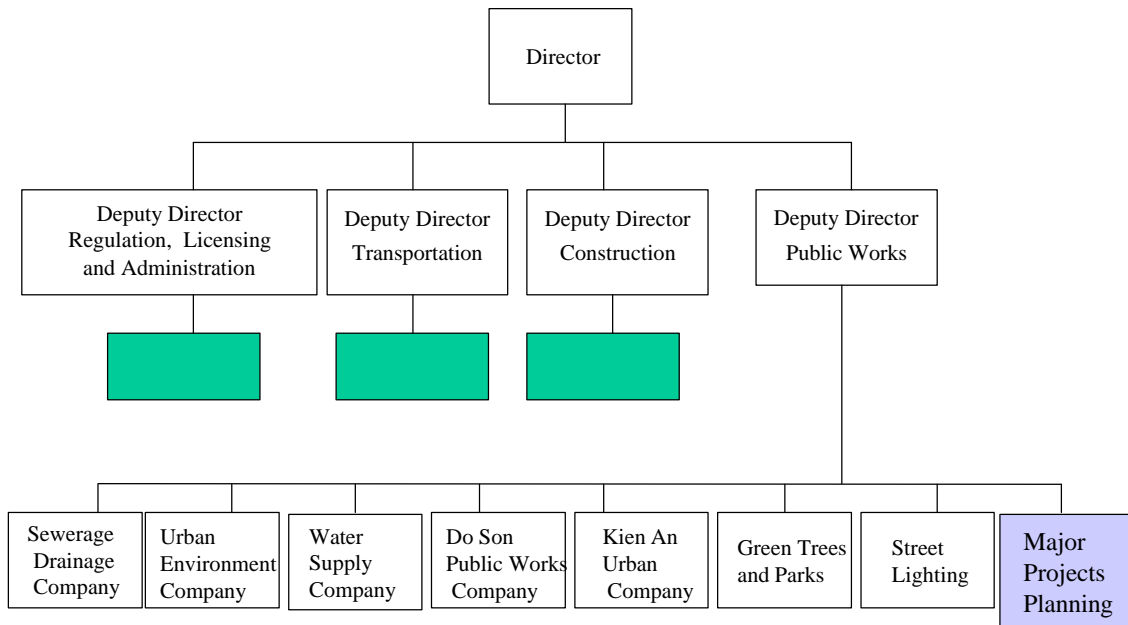 Director
Deputy Director
Regulation, Licensing
and Administration
Deputy Director
Transportation
Deputy Director
Construction
Deputy Director
Public Works
Sewerage
Drainage
Company
Urban
Environment
Company
Water
Supply
Company
Do Son
Public Works
Company
Kien An
Urban
Company
Green Trees
and Parks
Street
Lighting
Major
Projects
Planning